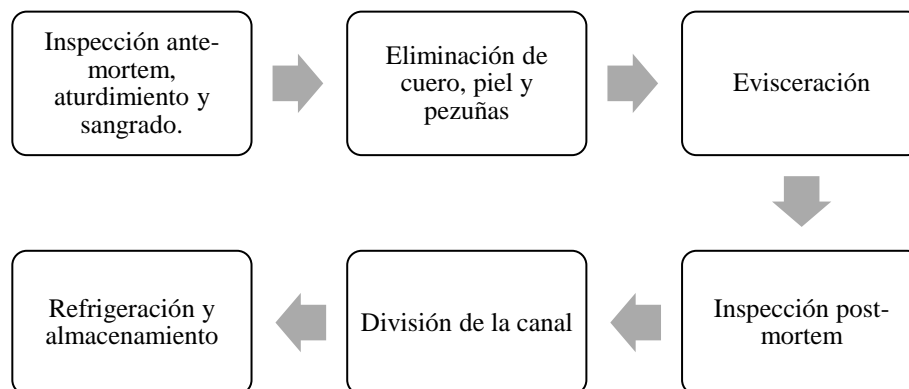 Inspección ante-
mortem,
aturdimiento y
sangrado.
Eliminación de
cuero, piel y
pezuñas
Evisceración
Inspección post-
mortem
División de la canal
Refrigeración y
almacenamiento